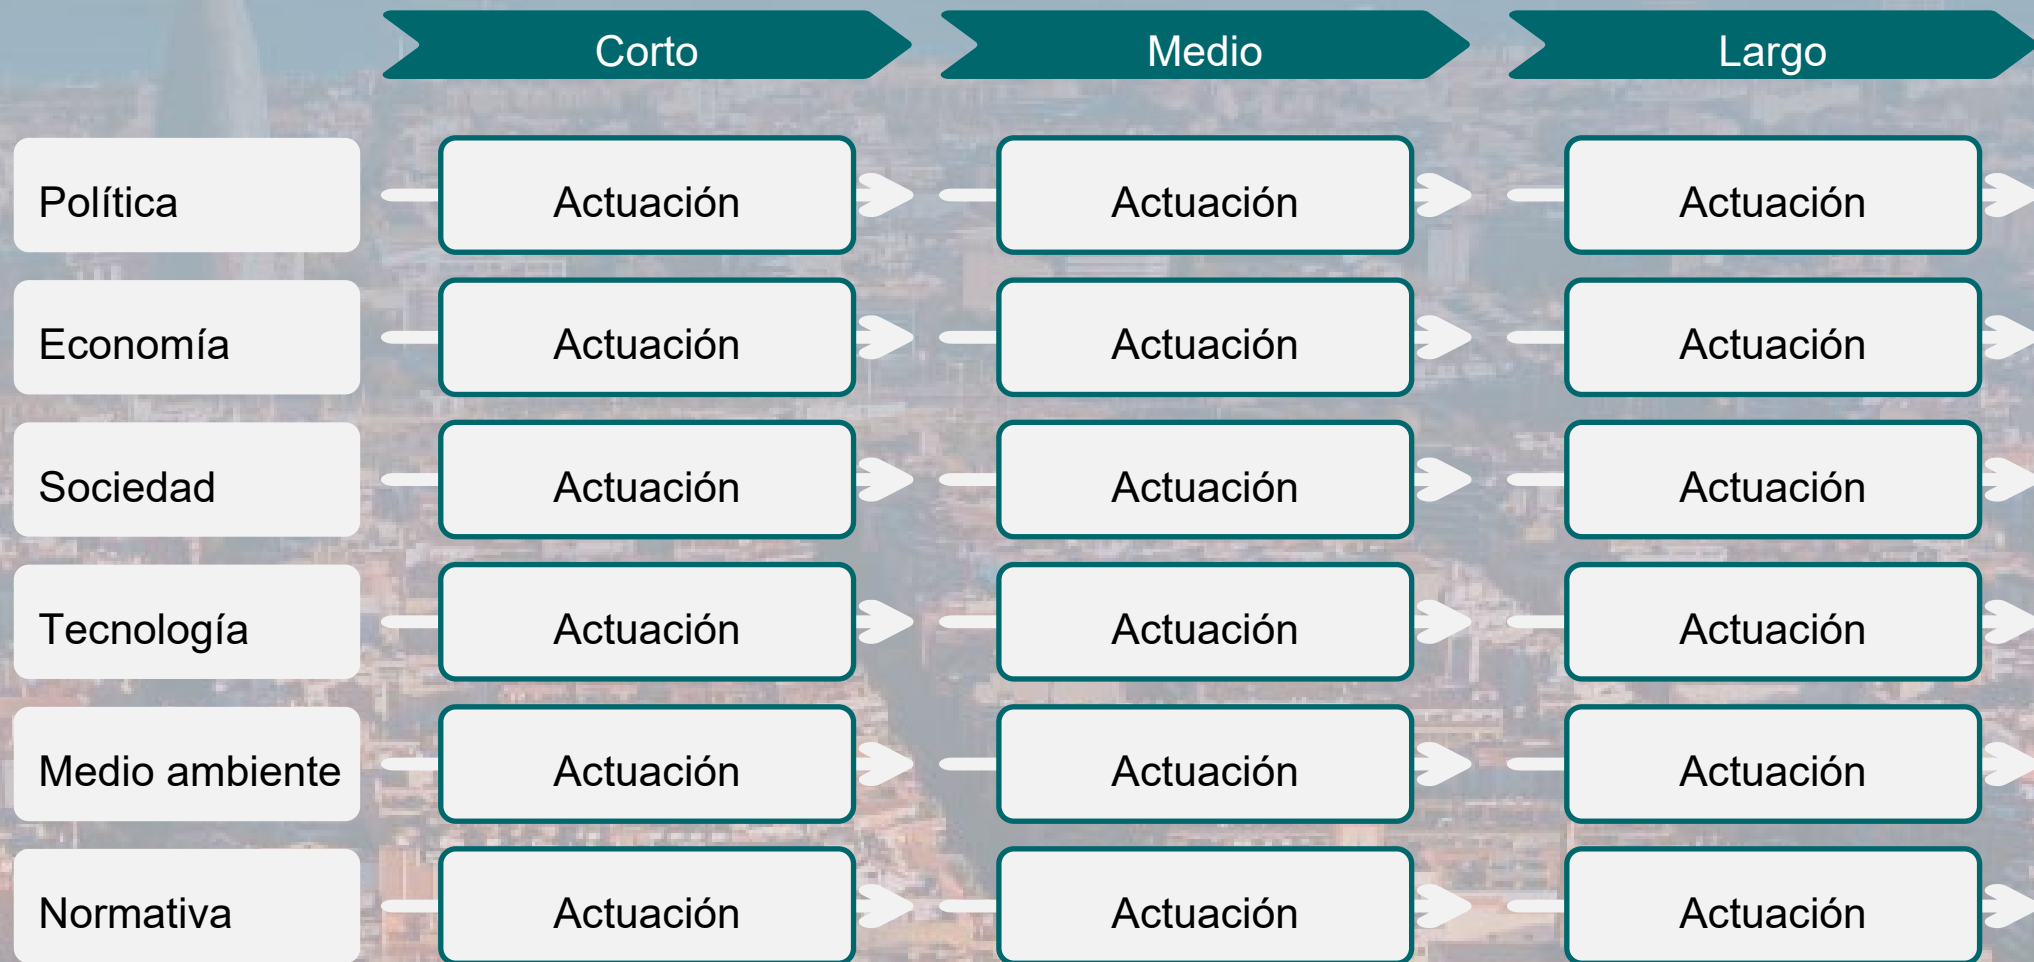 Corto Medio Largo
Política Actuación Actuación Actuación
Economía Actuación Actuación Actuación
Sociedad Actuación Actuación Actuación
Tecnología Actuación Actuación Actuación
Medio ambiente Actuación Actuación Actuación
Normativa Actuación Actuación Actuación